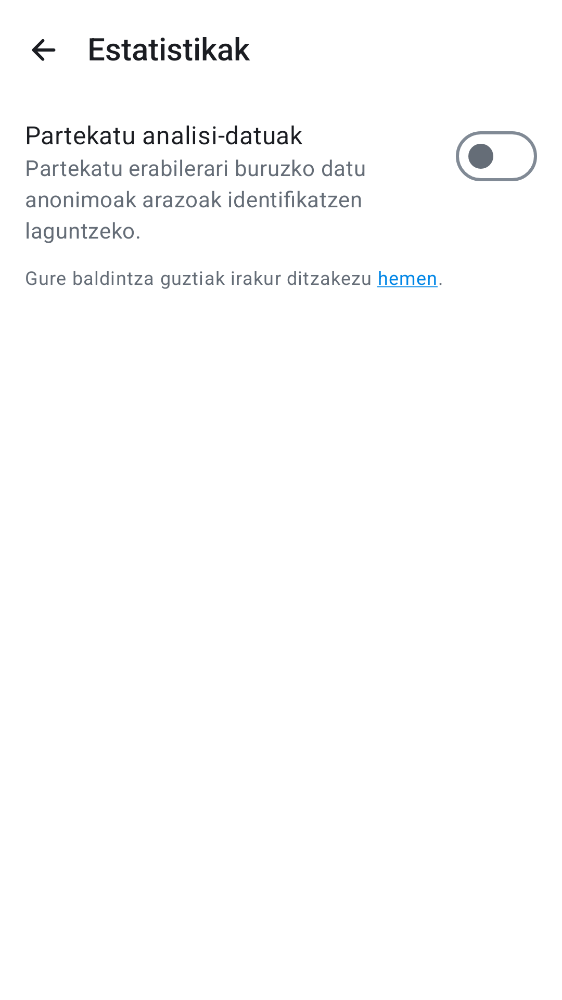 Estatistikak
Partekatu analisi-datuak
Partekatu erabilerari buruzko datu
anonimoak arazoak identifikatzen
laguntzeko.
Gure baldintza guztiak irakur ditzakezu hemen.